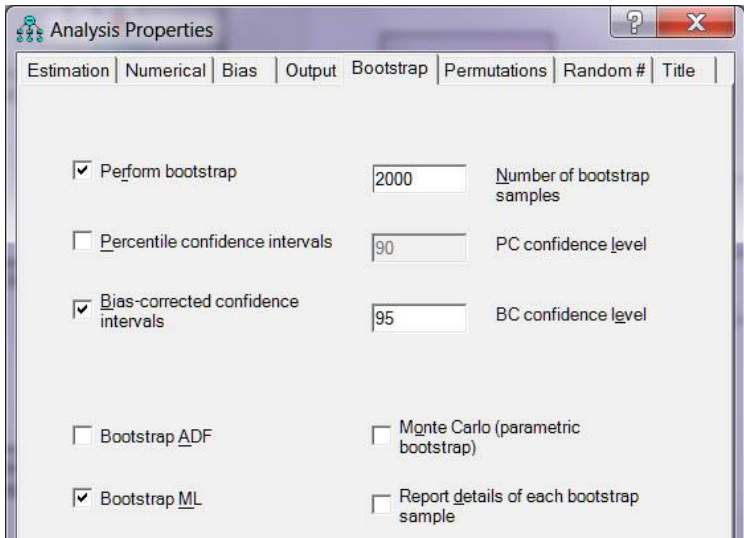 Analysis Properties
?
X
Estimation Numerical Bias Output Bootstrap Permutations Random # Title
Perform bootstrap
2000
Number of bootstrap
samples
Percentile confidence intervals
90
PC confidence level
Bias-corrected confidence
intervals
95
BC confidence level
Bootstrap ADF
Monte Carlo (parametric
bootstrap)
Bootstrap ML
Report details of each bootstrap
sample